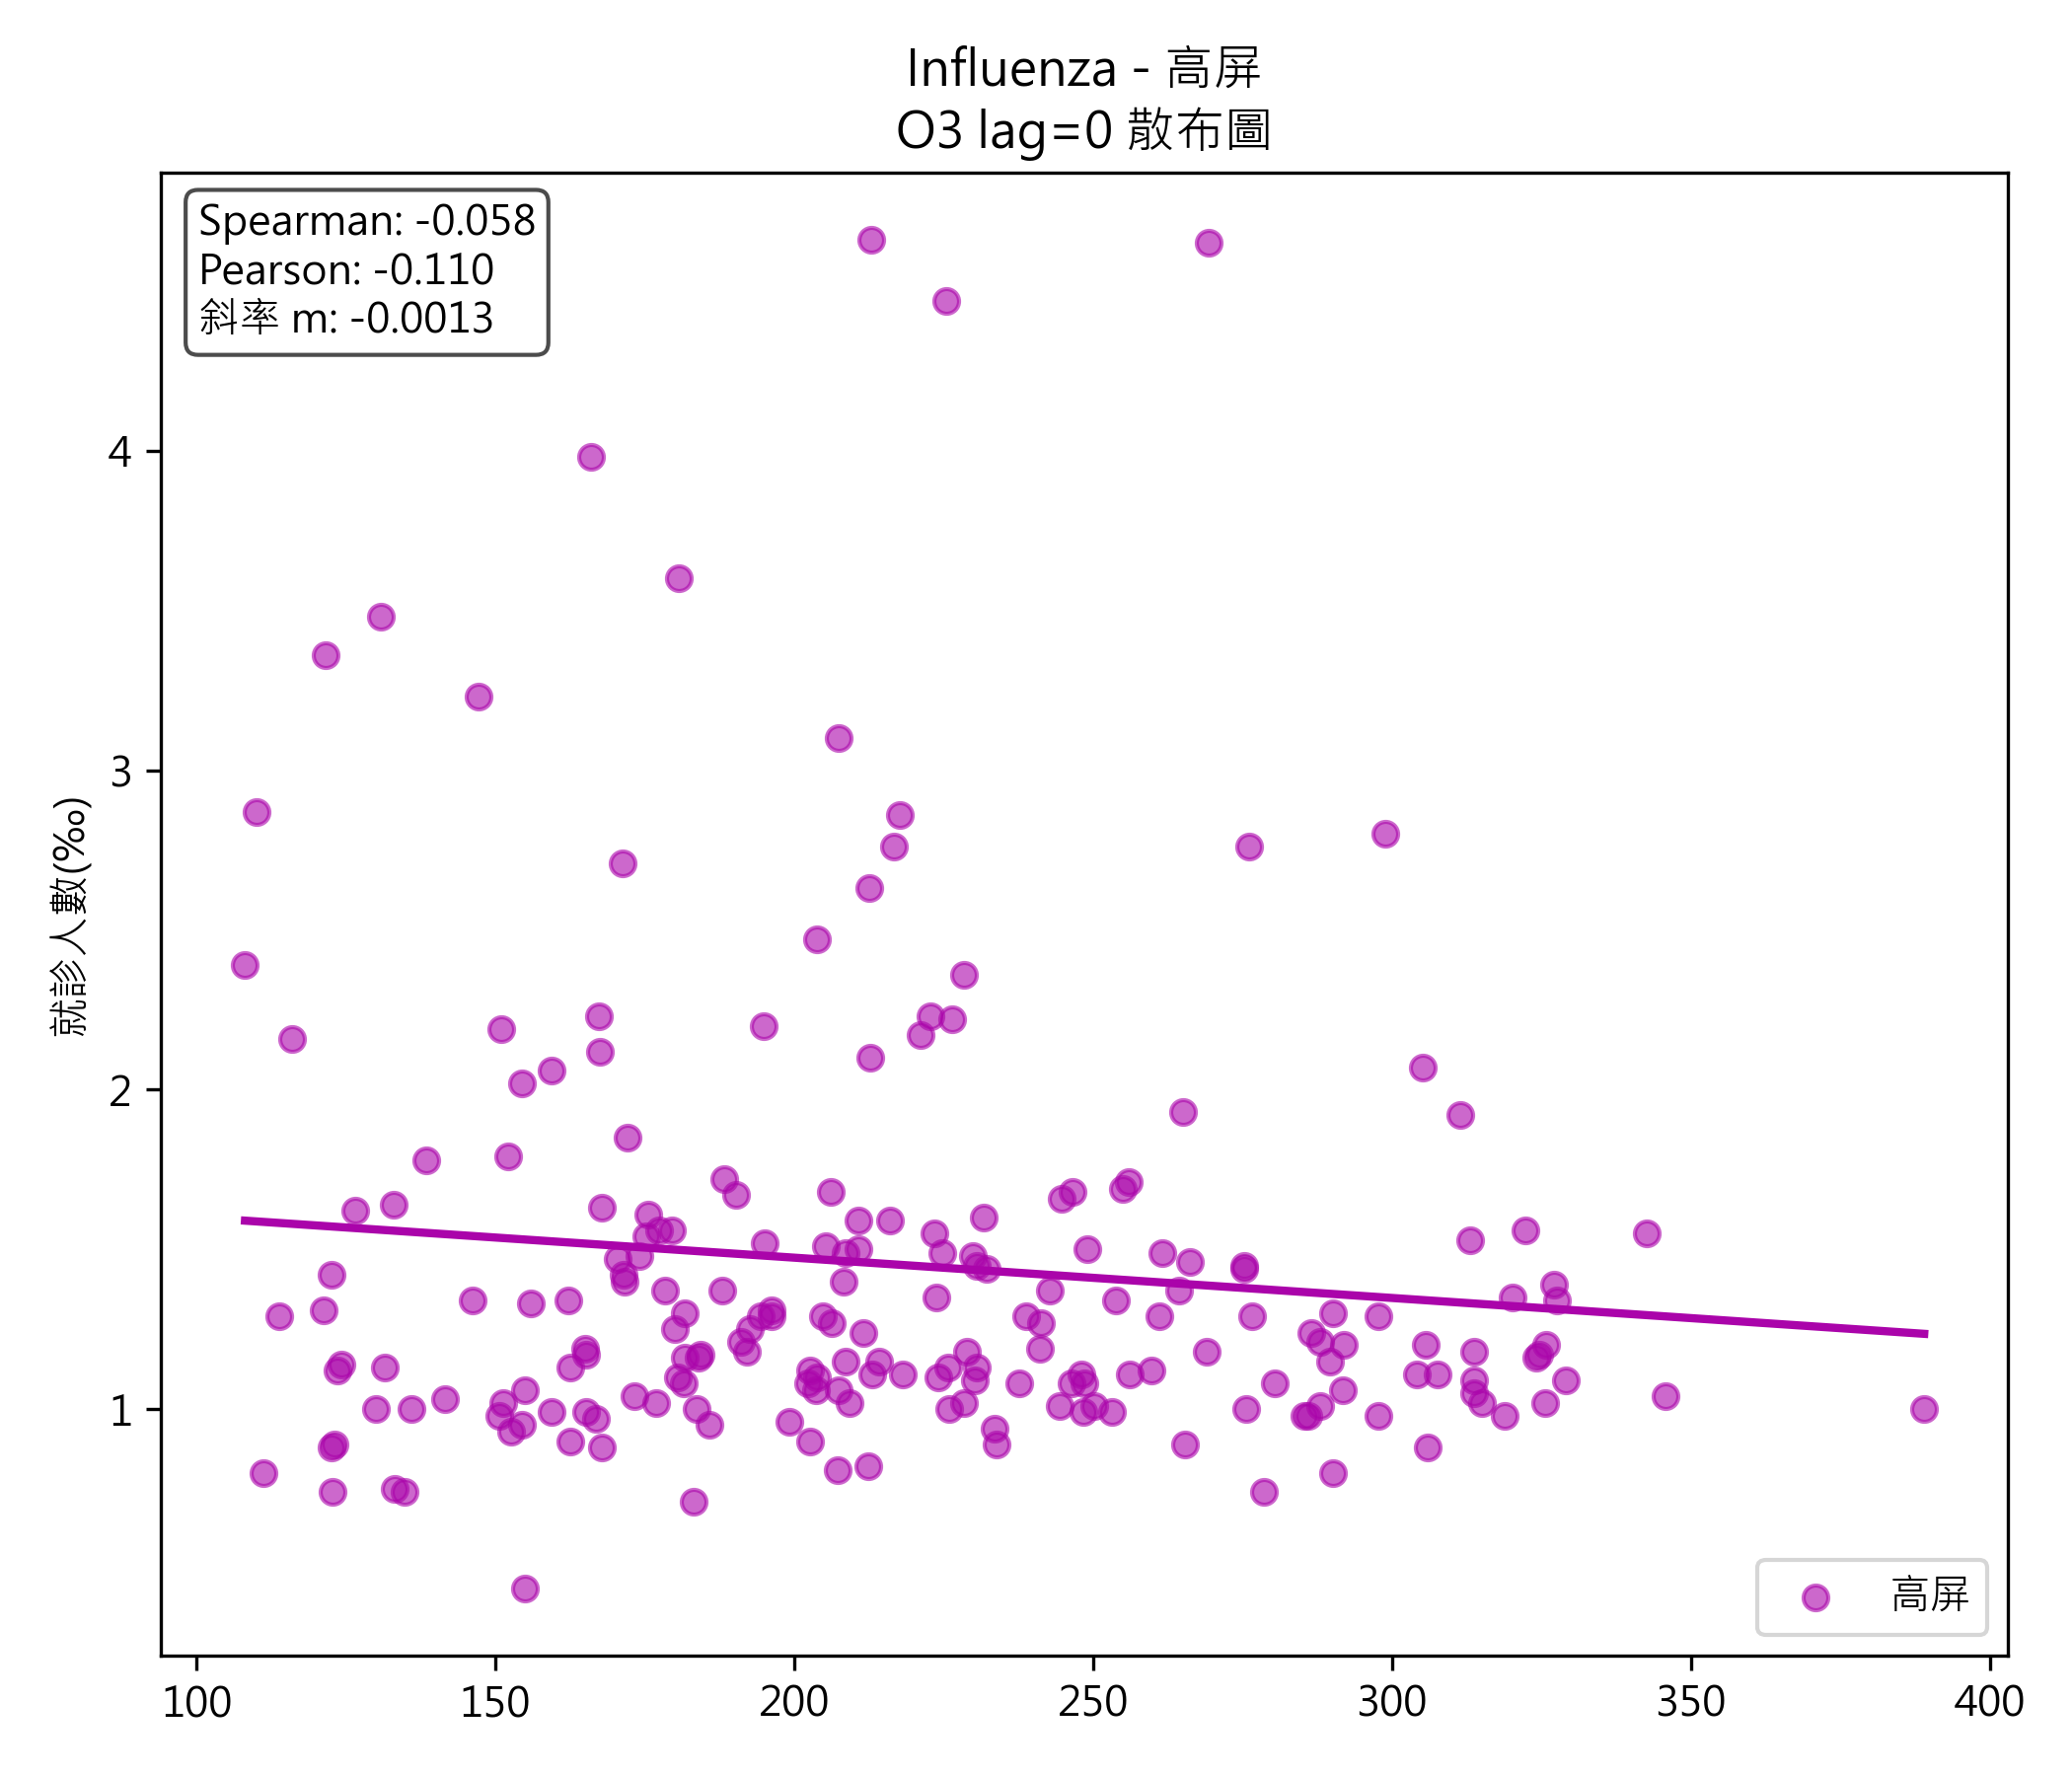 Influenza - 高屏
O3 lag=0 散布圖
Spearman: -0.058
Pearson: -0.110
斜率 m: -0.0013
就診人數(‰)
4
3
2
1
高屏
100 150 200 250 300 350 400